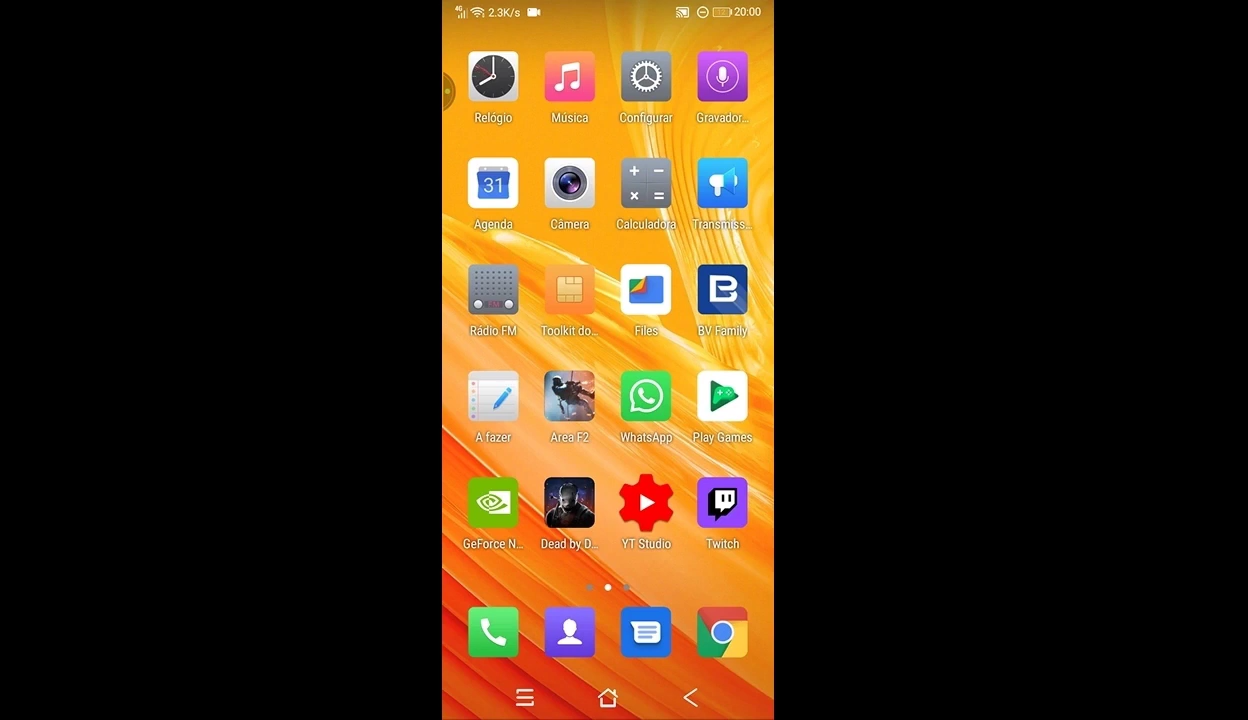 4G 2.3K/s 20:00
Relógio Música Configurar Gravador...
31
Agenda Câmera Calculadora Transmiss...
Rádio FM Toolkit do... Files BV Family
A fazer Area F2 WhatsApp Play Games
GeForce N... Dead by D... YT Studio Twitch